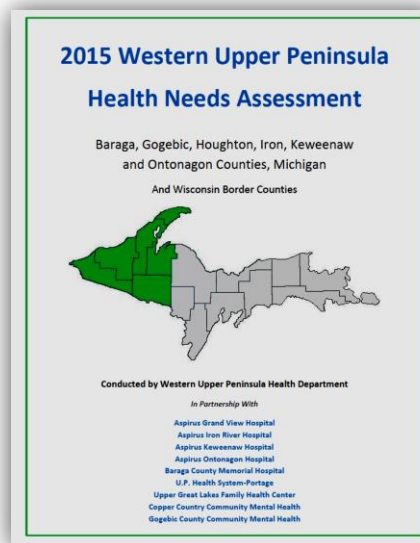 2015 Western Upper Peninsula
Health Needs Assessment
Baraga, Gogebic, Houghton, Iron, Keweenaw
and Ontonagon Counties, Michigan
And Wisconsin Border Counties
Conducted by Western Upper Peninsula Health Department
In Partnership With
Aspirus Grand View Hospital
Aspirus Iron River Hospital
Aspirus Keweenaw Hospital
Aspirus Ontonagon Hospital
Baraga County Memorial Hospital
U.P. Health System-Portage
Upper Great Lakes Family Health Center
Copper Country Community Mental Health
Gogebic County Community Mental Health